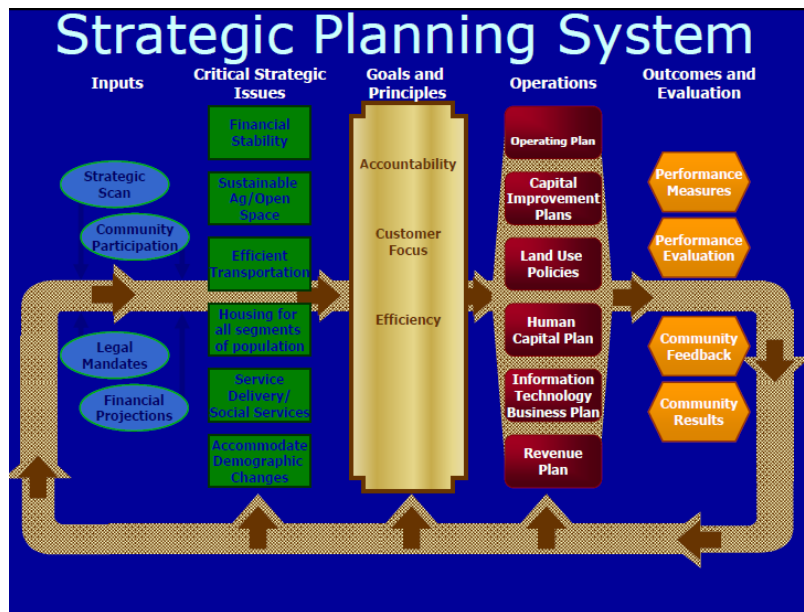 Strategic Planning System
Inputs
Critical Strategic
Issues
Goals and
Principles
Operations
Outcomes and
Evaluation
Strategic
Scan
Community
Participation
Legal
Mandates
Financial
Projections
Financial
Stability
Sustainable
Ag/Open
Space
Efficient
Transportation
Housing for
all segments
of population
Service
Delivery/
Social Services
Accommodate
Demographic
Changes
Accountability
Customer
Focus
Efficiency
Operating Plan
Capital
Improvement
Plans
Land Use
Policies
Human
Capital Plan
Information
Technology
Business Plan
Revenue
Plan
Performance
Measures
Performance
Evaluation
Community
Feedback
Community
Results